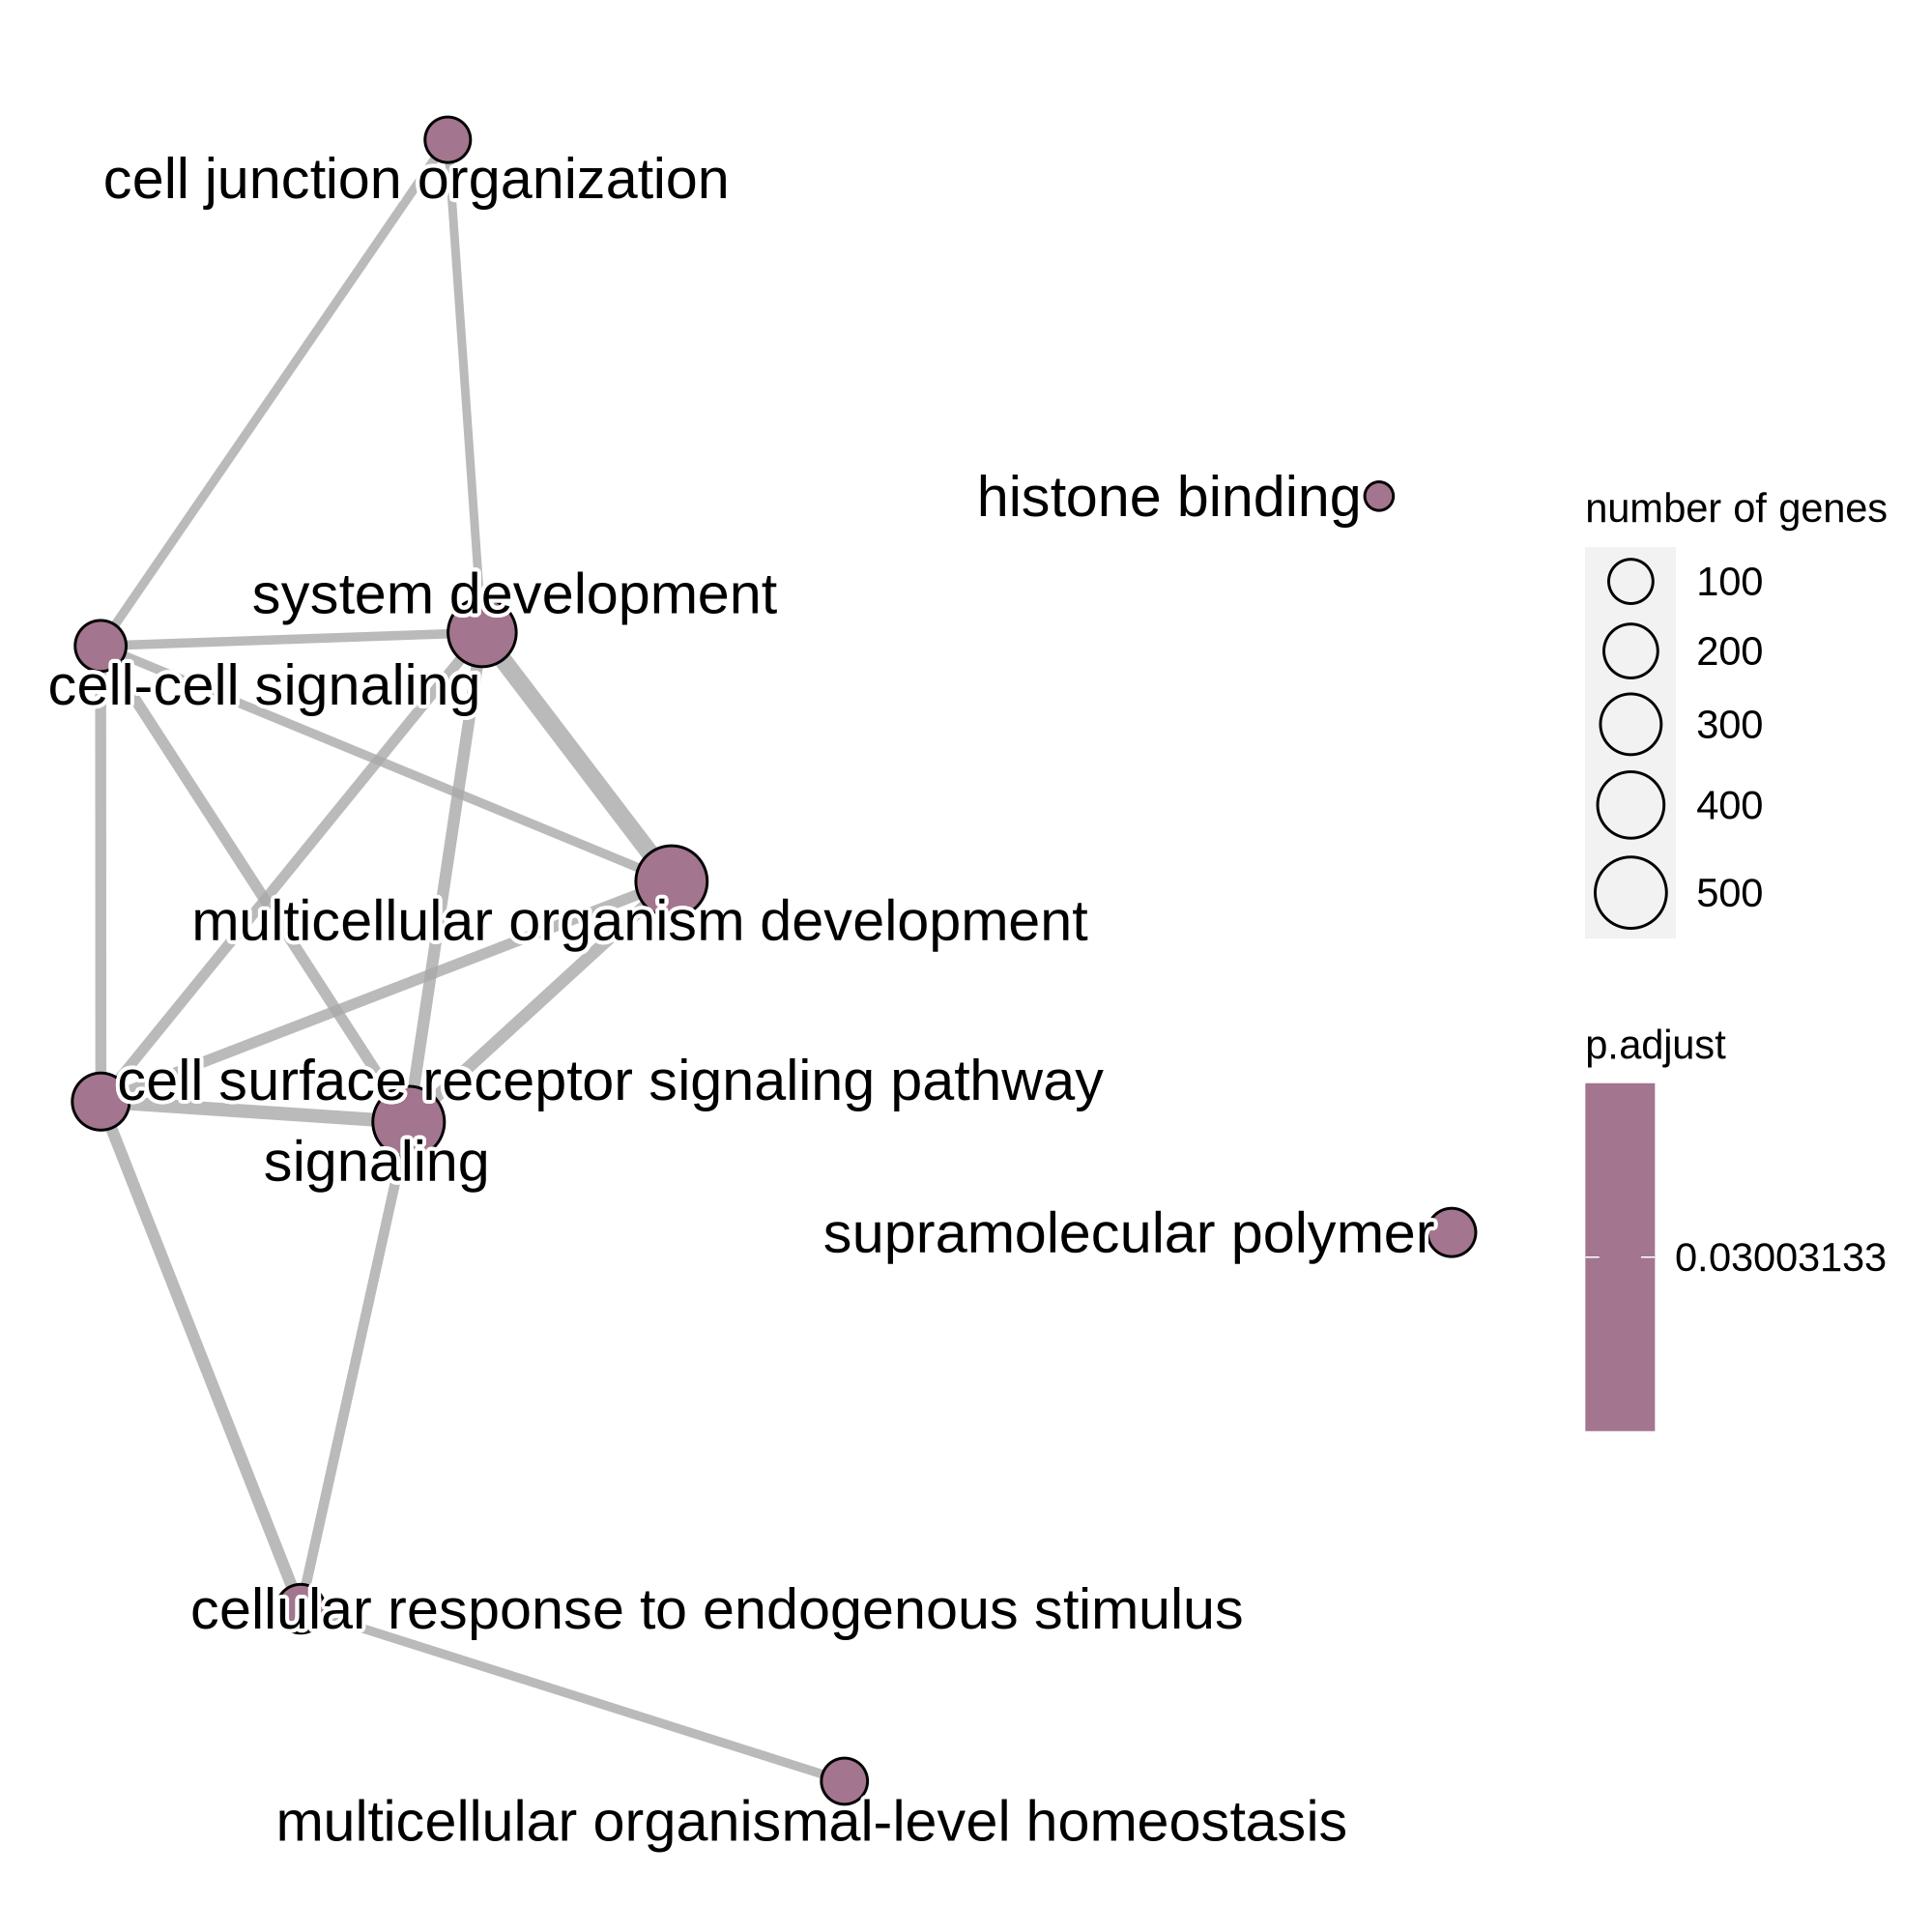 cell junction organization
histone binding
system development
cell-cell signaling
multicellular organism development
cell surface receptor signaling pathway
signaling
supramolecular polymer
cellular response to endogenous stimulus
multicellular organismal-level homeostasis
number of genes
100
200
300
400
500
p.adjust
0.03003133